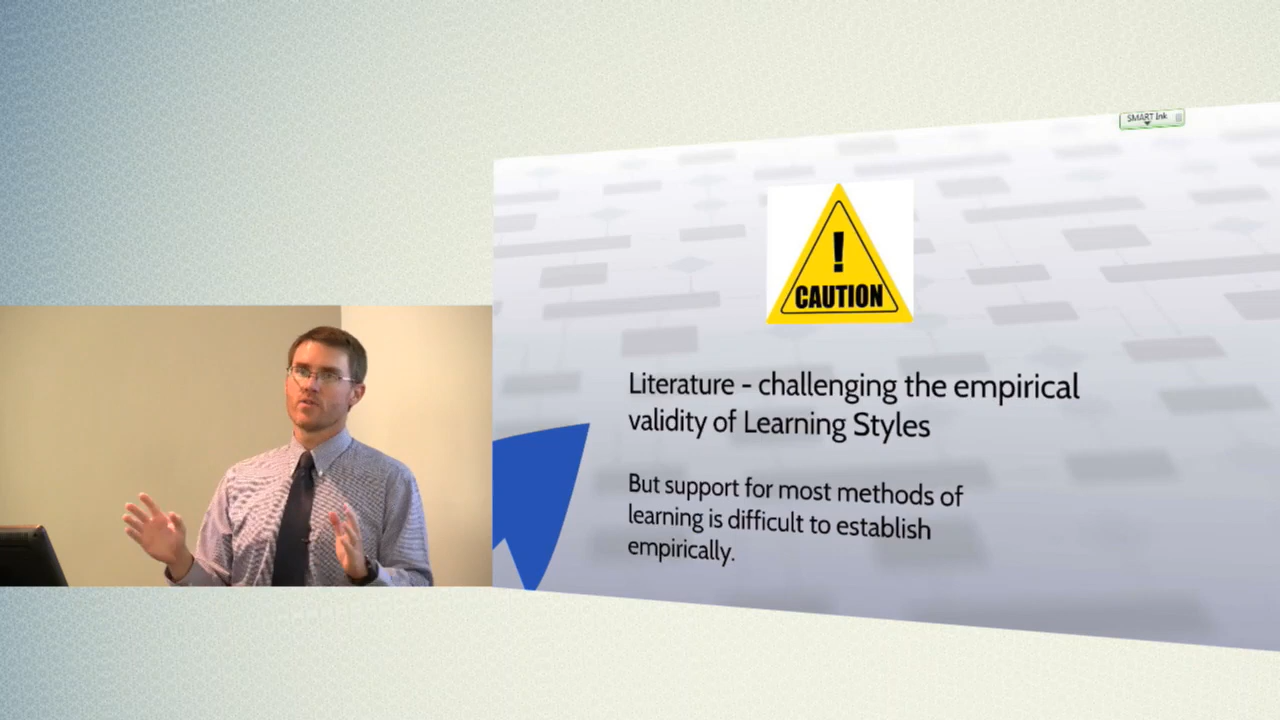 SMART Ink
!
CAUTION
Literature - challenging the empirical
validity of Learning Styles
But support for most methods of
learning is difficult to establish
empirically.